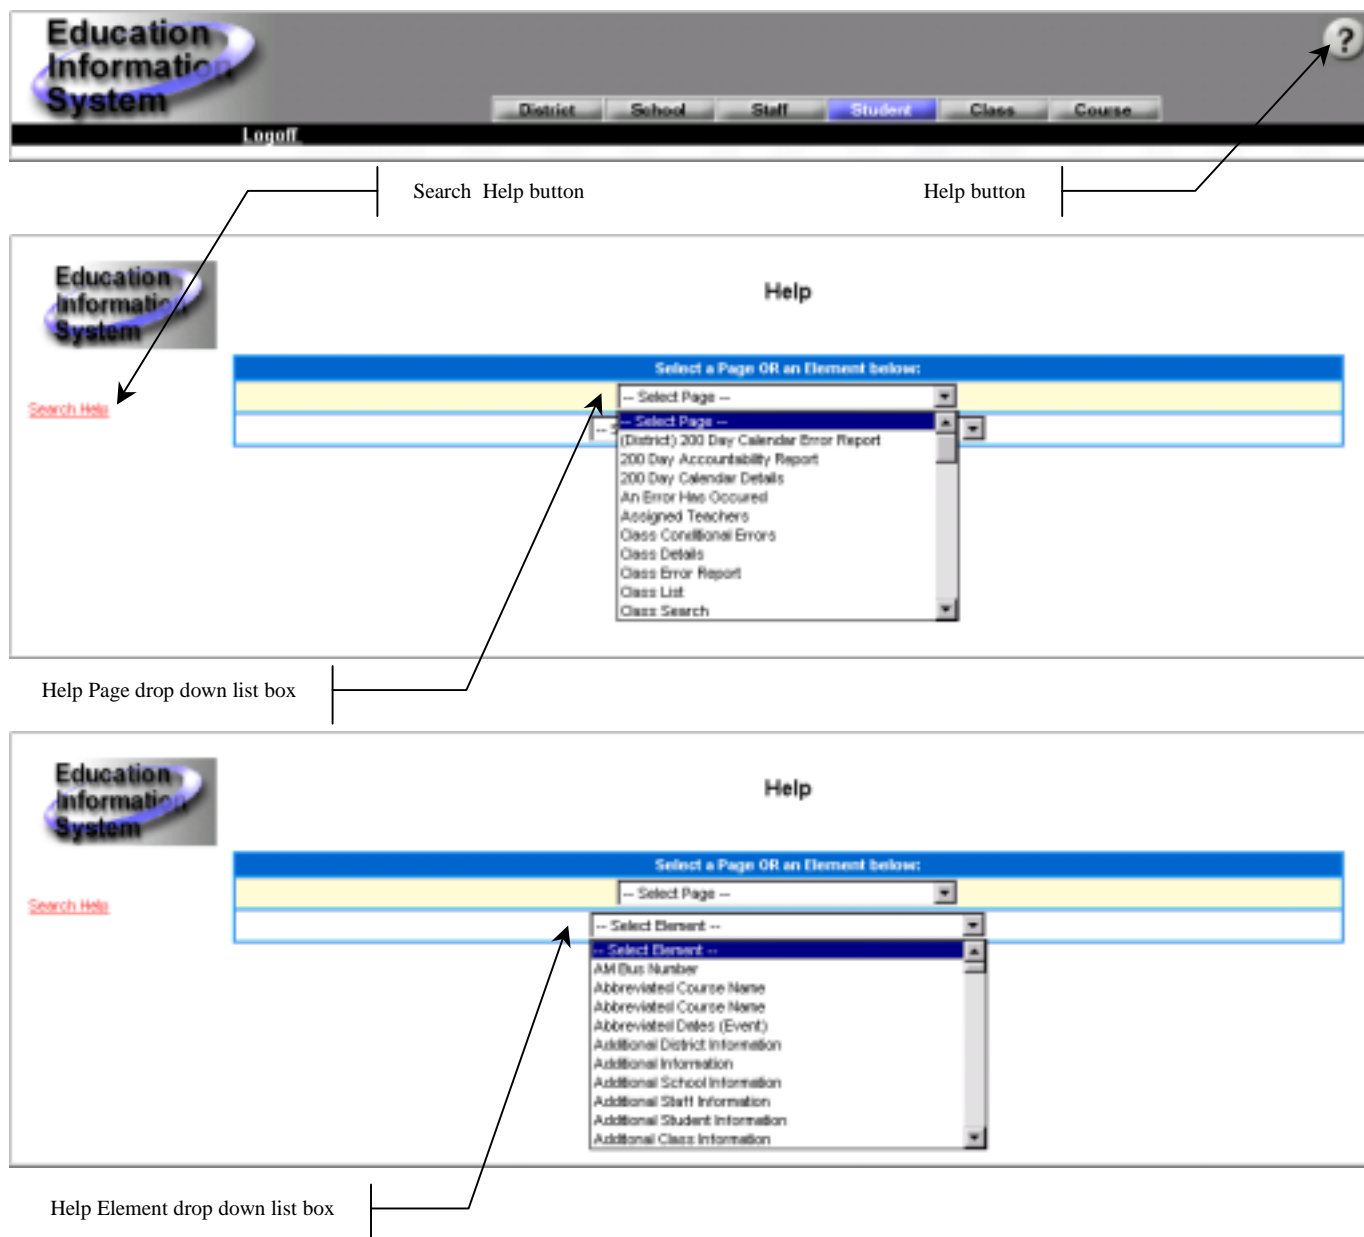 Education
Information
System
?
District School Staff Student Class Course
Logoff
Search Help button
Help button
Education
Information
System
Help
Select a Page OR an Element below:
Search Help
-- Select Page --
-- S
-- Select Page --
(District) 200 Day Calendar Error Report
200 Day Accountability Report
200 Day Calendar Details
An Error Has Occured
Assigned Teachers
Class Conditional Errors
Class Details
Class Error Report
Class List
Class Search
Help Page drop down list box
Education
Information
System
Help
Select a Page OR an Element below:
-- Select Page --
Search Help
-- Select Element --
-- Select Element --
AM Bus Number
Abbreviated Course Name
Abbreviated Course Name
Abbreviated Dates (Event)
Additional District Information
Additional Information
Additional School Information
Additional Staff Information
Additional Student Information
Additonal Class Information
Help Element drop down list box